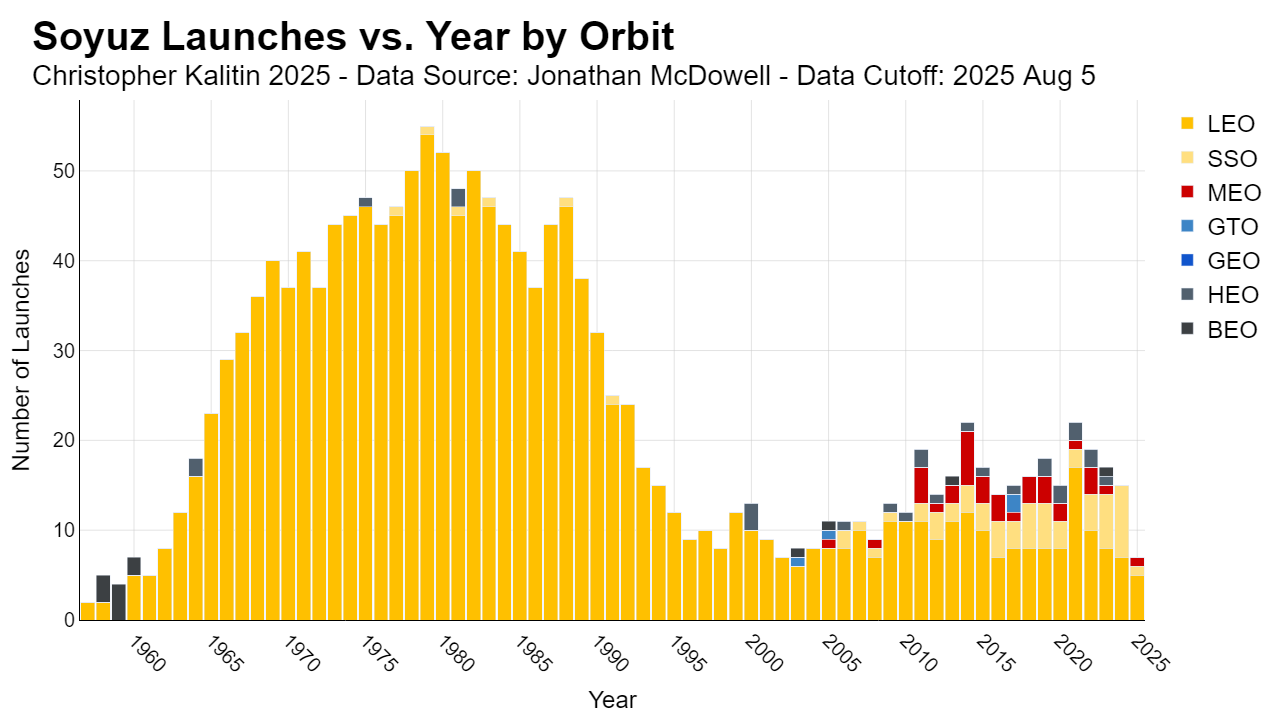 Soyuz Launches vs. Year by Orbit
Christopher Kalitin 2025 - Data Source: Jonathan McDowell - Data Cutoff: 2025 Aug 5
Number of Launches
50
40
30
20
10
0
1960
1965
1970
1975
1980
1985
1990
1995
2000
2005
2010
2015
2020
2025
Year
LEO
SSO
MEO
GTO
GEO
HEO
BEO